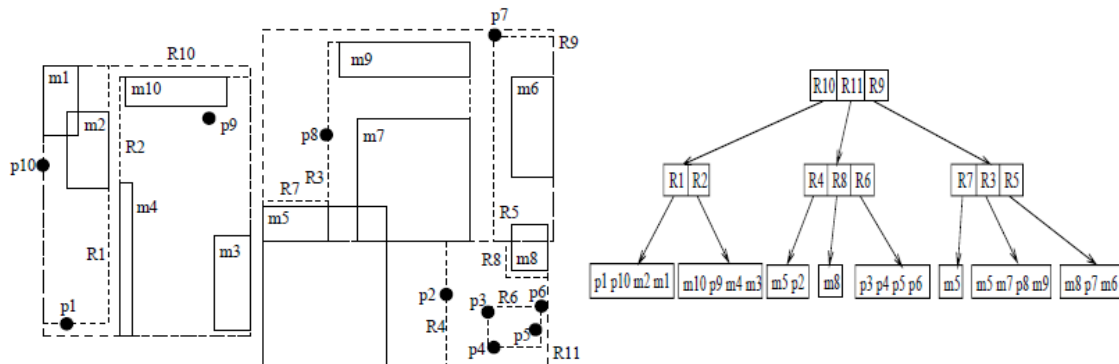 p7
R10
R9
m1
m9
m10
m6
m2
p9
p8
m7
R2
p10
R3
R7
m4
m5
R5
R1
m3
R8
m8
p2
p3
R6
p6
p1
R4
p5
p4
R11
R10 R11 R9
R1 R2
R4 R8 R6
R7 R3 R5
p1 p10 m2 m1
m10 p9 m4 m3
m5 p2
m8
p3 p4 p5 p6
m5
m5 m7 p8 m9
m8 p7 m6